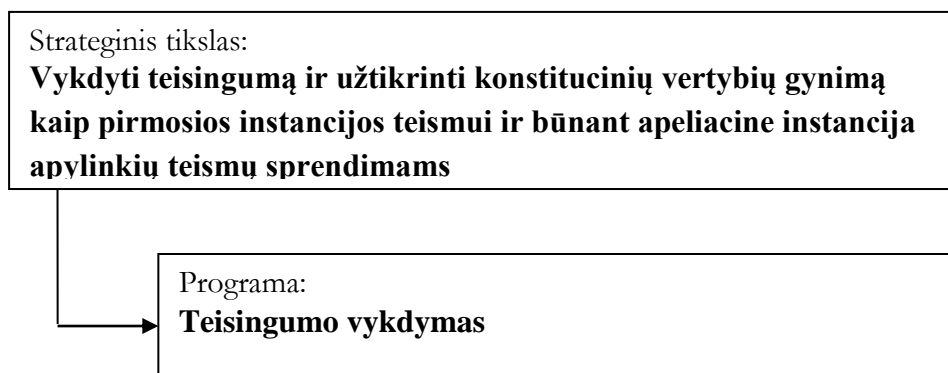 Strateginis tikslas:
Vykdyti teisingumą ir užtikrinti konstitucinių vertybių gynimą
kaip pirmosios instancijos teismui ir būnant apeliacine instancija
apylinkių teismų sprendimams
Programa:
Teisingumo vykdymas